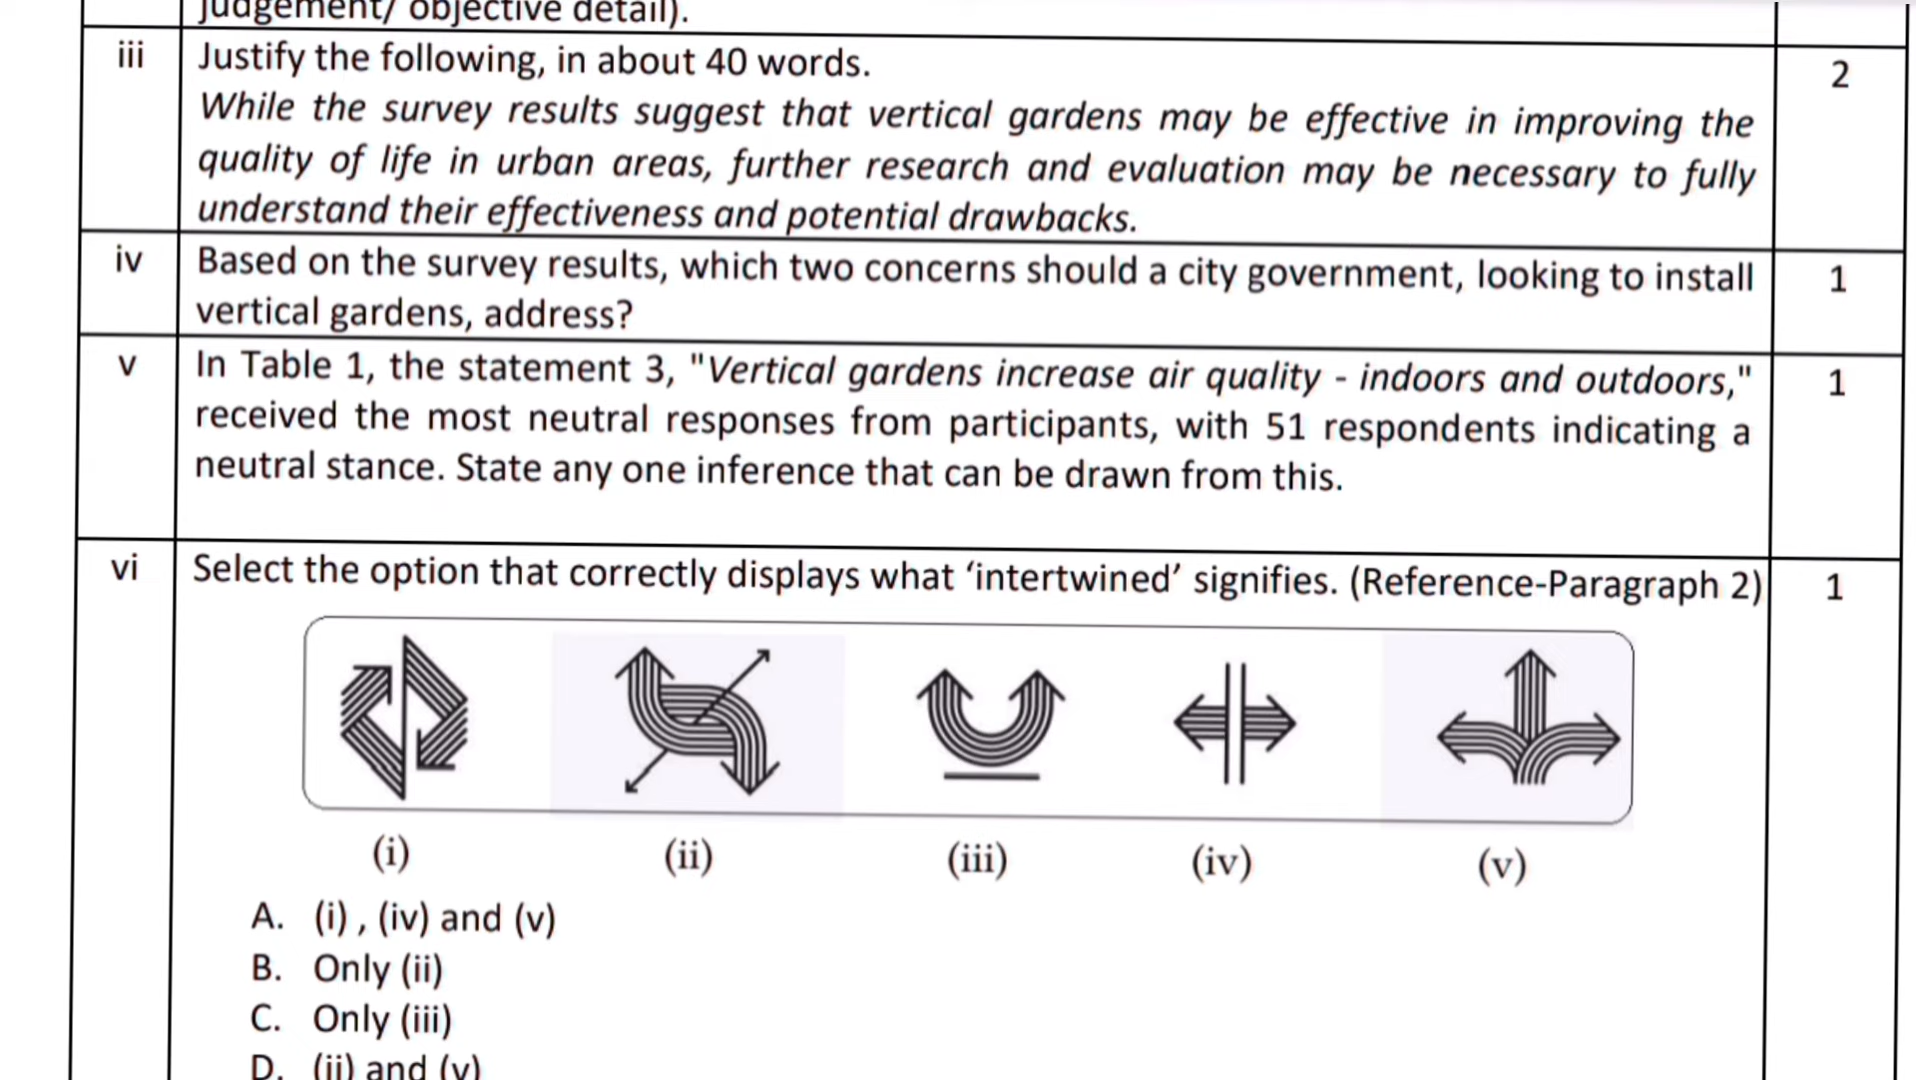 judgement/ objective detail).
iii Justify the following, in about 40 words. 2
While the survey results suggest that vertical gardens may be effective in improving the
quality of life in urban areas, further research and evaluation may be necessary to fully
understand their effectiveness and potential drawbacks.
iv Based on the survey results, which two concerns should a city government, looking to install 1
vertical gardens, address?
v In Table 1, the statement 3, "Vertical gardens increase air quality - indoors and outdoors," 1
received the most neutral responses from participants, with 51 respondents indicating a
neutral stance. State any one inference that can be drawn from this.
vi Select the option that correctly displays what ‘intertwined’ signifies. (Reference-Paragraph 2) 1
(i) (ii) (iii) (iv) (v)
A. (i) , (iv) and (v)
B. Only (ii)
C. Only (iii)
D. (ii) and (v)